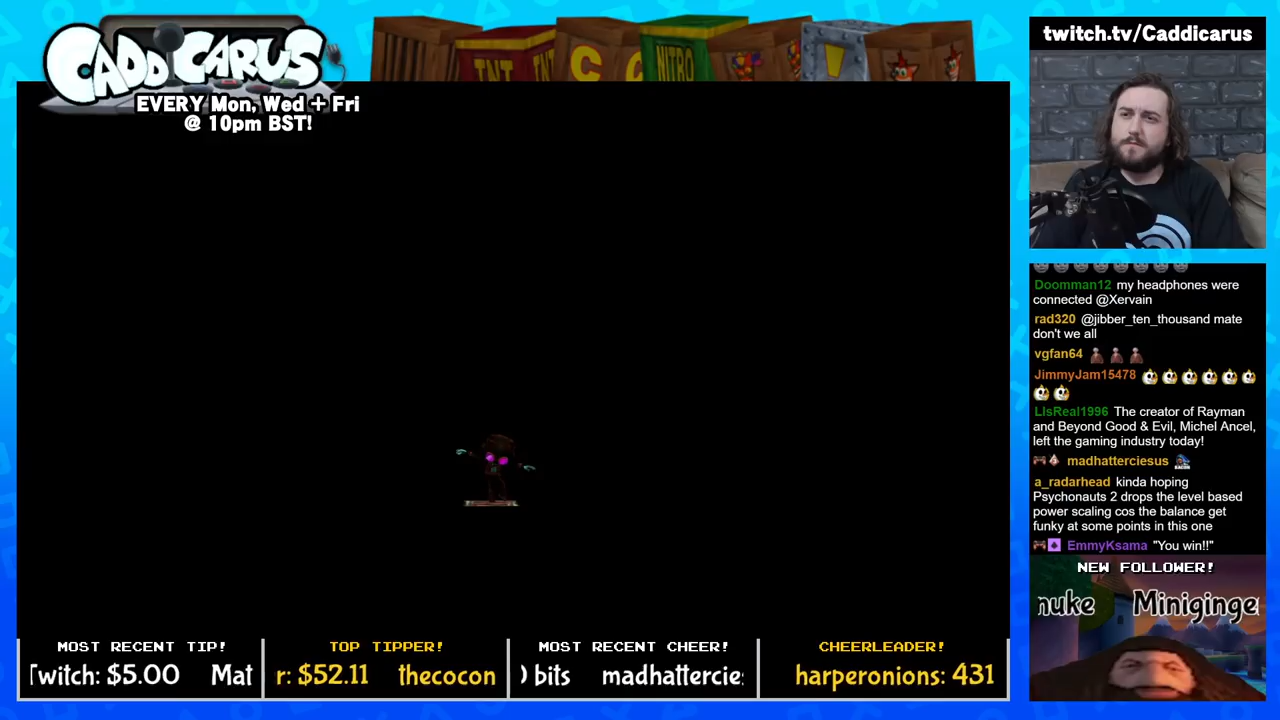 CADDICARUS
EVERY Mon, Wed + Fri
@ 10pm BST!
TNT
TNT
C
C
NITRO
twitch.tv/Caddicarus
Doomman12 my headphones were
connected @Xervain
rad320 @jibber_ten_thousand mate
don't we all
vgfan64
JimmyJam15478
LIsReal1996 The creator of Rayman
and Beyond Good & Evil, Michel Ancel,
left the gaming industry today!
madhatterciesus
a_radarhead kinda hoping
Psychonauts 2 drops the level based
power scaling cos the balance get
funky at some points in this one
EmmyKsama "You win!!"
NEW FOLLOWER!
nuke Miniginge
MOST RECENT TIP!
Twitch: $5.00 Mat
TOP TIPPER!
r: $52.11 thecocon
MOST RECENT CHEER!
0 bits madhattercie
CHEERLEADER!
harperonions: 431